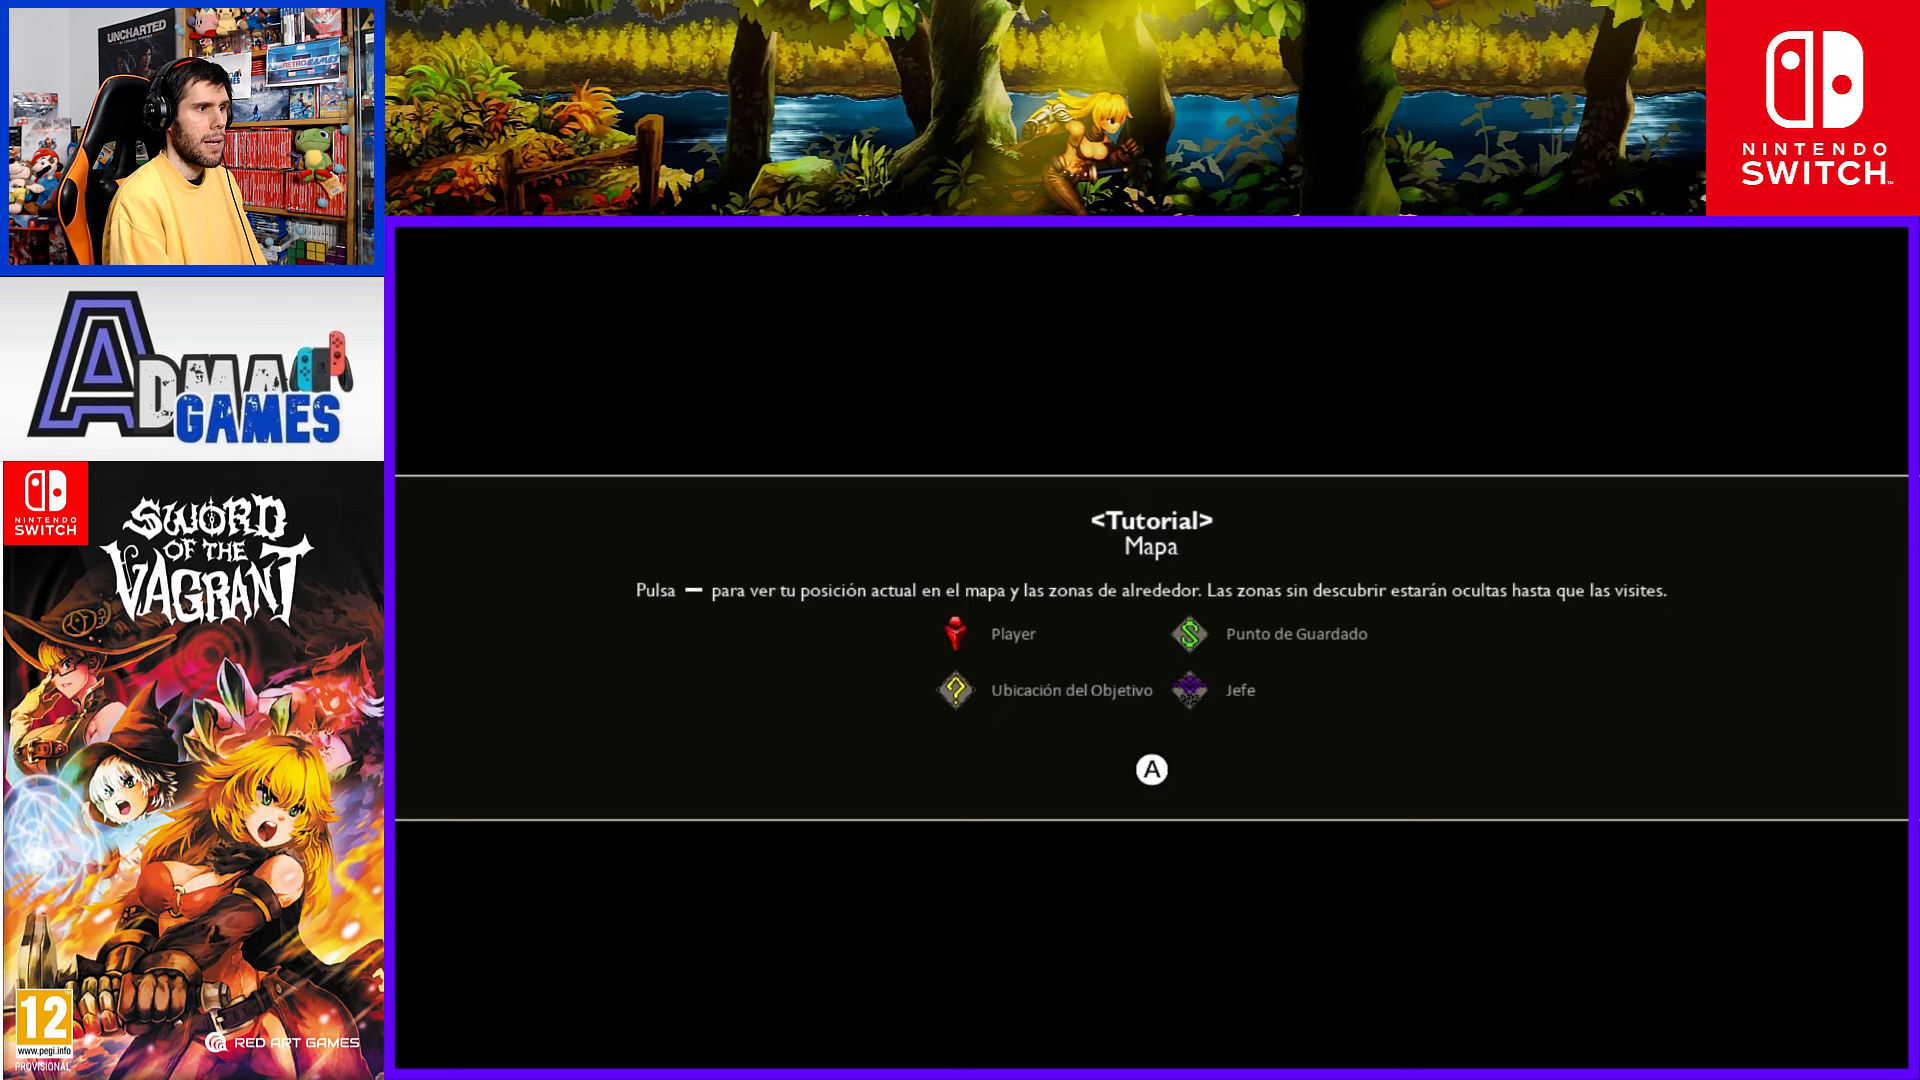 UNCHARTED
RETRO GAMES
NINTENDO
SWITCH
ADMA
GAMES
NINTENDO
SWITCH
SWORD
OF THE
VAGRANT
12
www.pegi.info
PROVISIONAL
RED ART GAMES
<Tutorial>
Mapa
Pulsa — para ver tu posición actual en el mapa y las zonas de alrededor. Las zonas sin descubrir estarán ocultas hasta que las visites.
Player
Punto de Guardado
Ubicación del Objetivo
Jefe
A